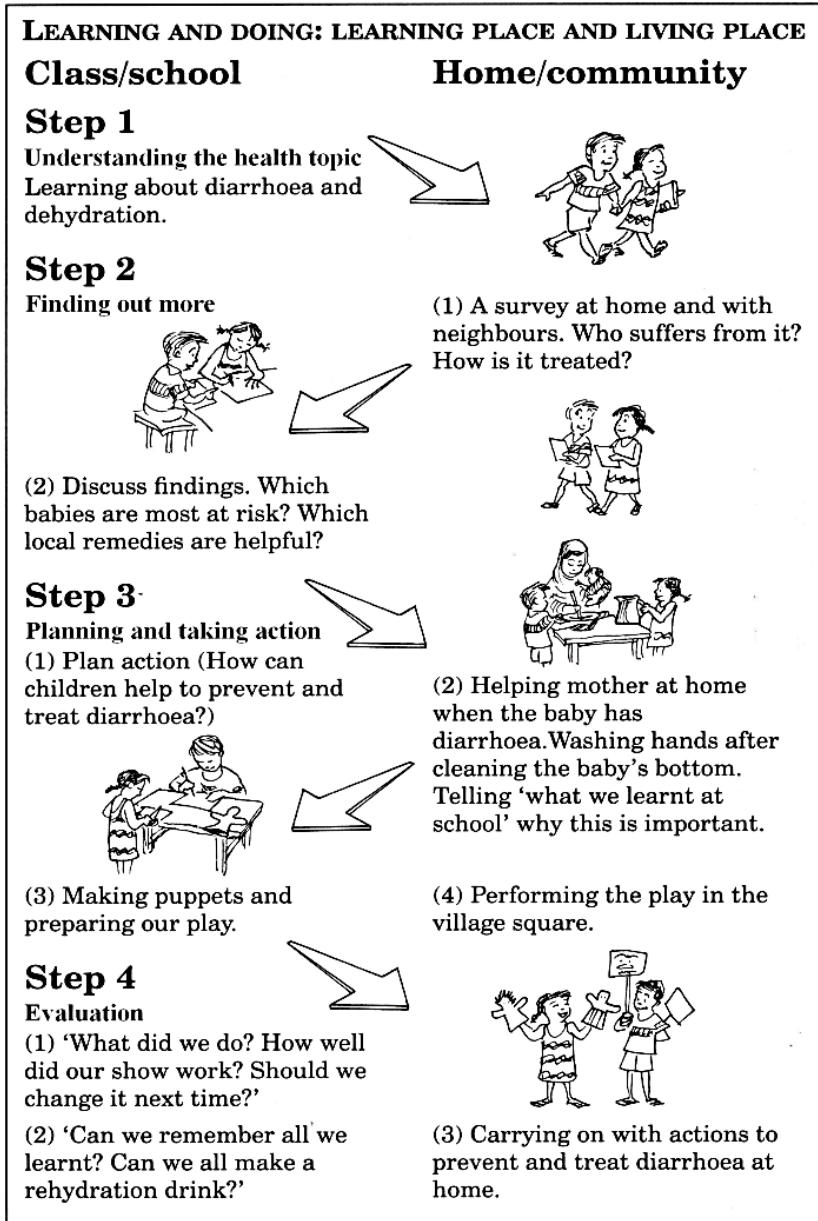 LEARNING AND DOING: LEARNING PLACE AND LIVING PLACE
Class/school
Home/community
Step 1
Understanding the health topic
Learning about diarrhoea and
dehydration.
Step 2
Finding out more
(1) A survey at home and with
neighbours. Who suffers from it?
How is it treated?
(2) Discuss findings. Which
babies are most at risk? Which
local remedies are helpful?
Step 3
Planning and taking action
(1) Plan action (How can
children help to prevent and
treat diarrhoea?)
(2) Helping mother at home
when the baby has
diarrhoea.Washing hands after
cleaning the baby's bottom.
Telling 'what we learnt at
school' why this is important.
(3) Making puppets and
preparing our play.
(4) Performing the play in the
village square.
Step 4
Evaluation
(1) 'What did we do? How well
did our show work? Should we
change it next time?'
(2) 'Can we remember all we
learnt? Can we all make a
rehydration drink?'
(3) Carrying on with actions to
prevent and treat diarrhoea at
home.